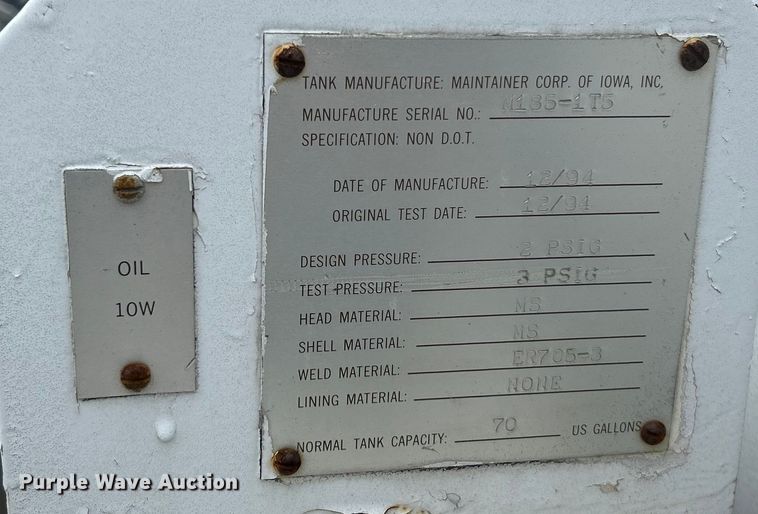 OIL
10W
TANK MANUFACTURE: MAINTAINER CORP. OF IOWA, INC.
MANUFACTURE SERIAL NO.: M185-1T5
SPECIFICATION: NON D.O.T.
DATE OF MANUFACTURE: 12/94
ORIGINAL TEST DATE: 12/94
DESIGN PRESSURE: 2 PSIG
TEST PRESSURE: 3 PSIG
HEAD MATERIAL: MS
SHELL MATERIAL: MS
WELD MATERIAL: ER70S-3
LINING MATERIAL: NONE
NORMAL TANK CAPACITY: 70 US GALLONS
Purple Wave Auction